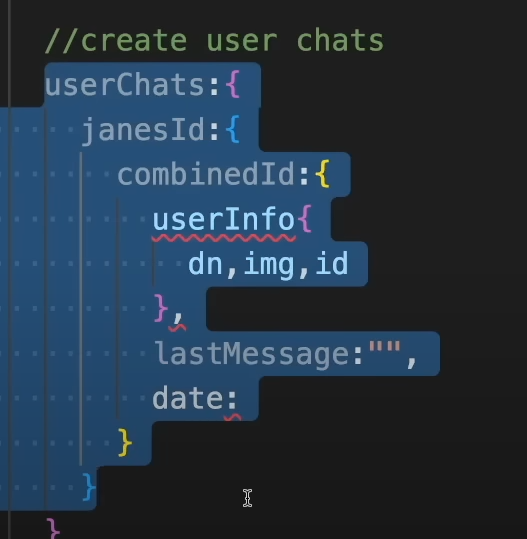 //create user chats
userChats:{
janesId:{
combinedId:{
userInfo{
dn,img,id
},
lastMessage:"",
date:
}
}
}